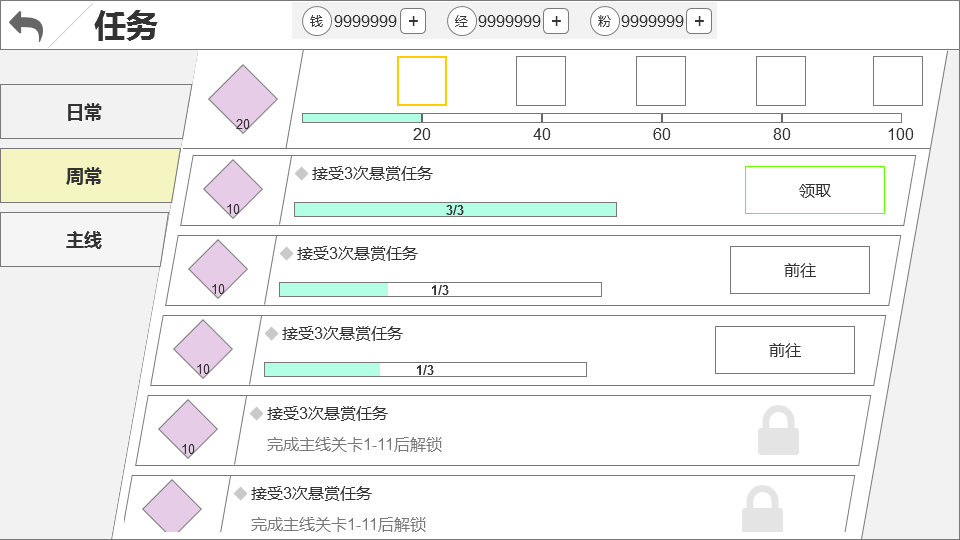 任务
钱 9999999 + 经 9999999 + 粉 9999999 +
日常
周常
主线
20
20 40 60 80 100
10
接受3次悬赏任务
3/3
领取
10
接受3次悬赏任务
1/3
前往
10
接受3次悬赏任务
1/3
前往
10
接受3次悬赏任务
完成主线关卡1-11后解锁
接受3次悬赏任务
完成主线关卡1-11后解锁